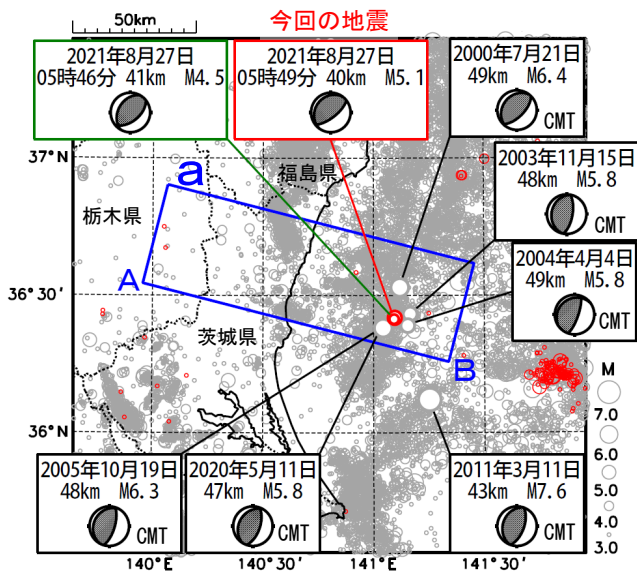 50km
今回の地震
2021年8月27日
05時46分 41km M4.5
2021年8月27日
05時49分 40km M5.1
2000年7月21日
49km M6.4
CMT
2003年11月15日
48km M5.8
CMT
2004年4月4日
49km M5.8
CMT
37°N
福島県
a
栃木県
A
36°30′
茨城県
B
M
7.0
6.0
5.0
4.0
3.0
36°N
2005年10月19日
48km M6.3
CMT
2020年5月11日
47km M5.8
CMT
2011年3月11日
43km M7.6
CMT
140°E
140°30′
141°E
141°30′